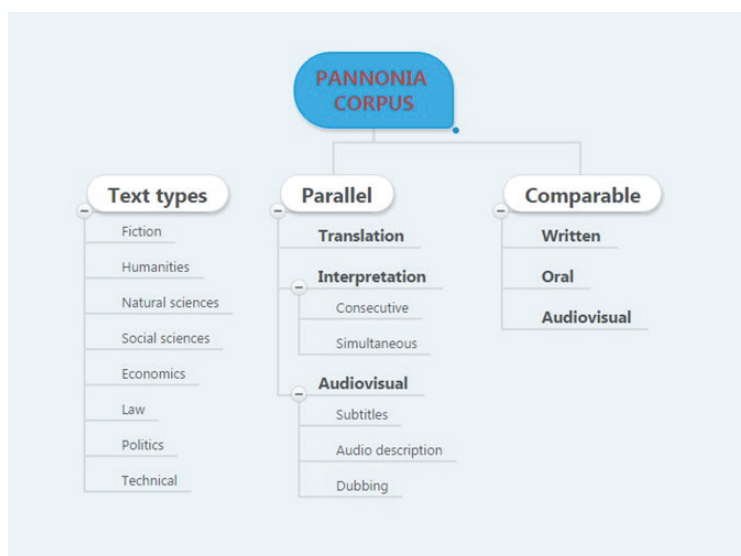 PANNONIA
CORPUS
Text types
Fiction
Humanities
Natural sciences
Social sciences
Economics
Law
Politics
Technical
Parallel
Translation
Interpretation
Consecutive
Simultaneous
Audiovisual
Subtitles
Audio description
Dubbing
Comparable
Written
Oral
Audiovisual